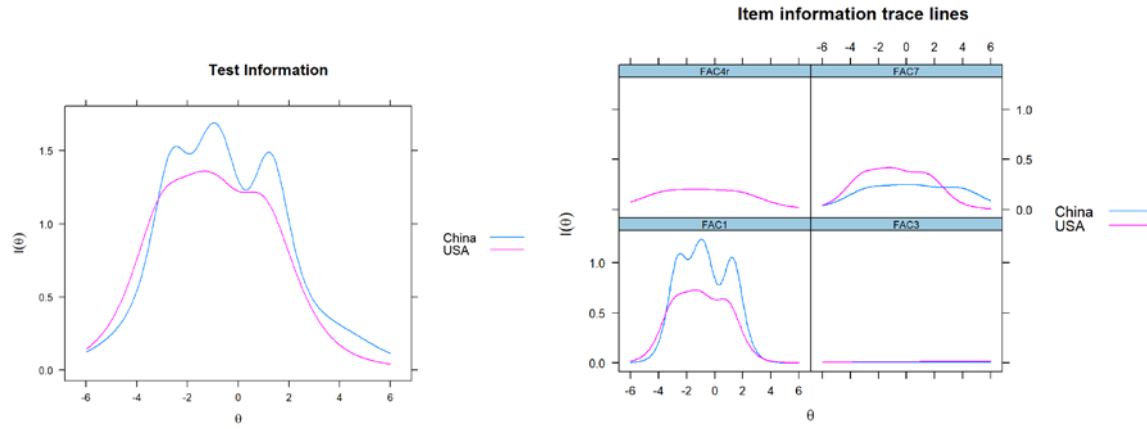 Test Information
I(θ)
1.5
1.0
0.5
0.0
-6 -4 -2 0 2 4 6
θ
China
USA
Item information trace lines
-6 -4 -2 0 2 4 6
FAC4r FAC7
1.0
0.5
0.0
FAC1 FAC3
I(θ)
1.0
0.5
0.0
-6 -4 -2 0 2 4 6
θ
China
USA